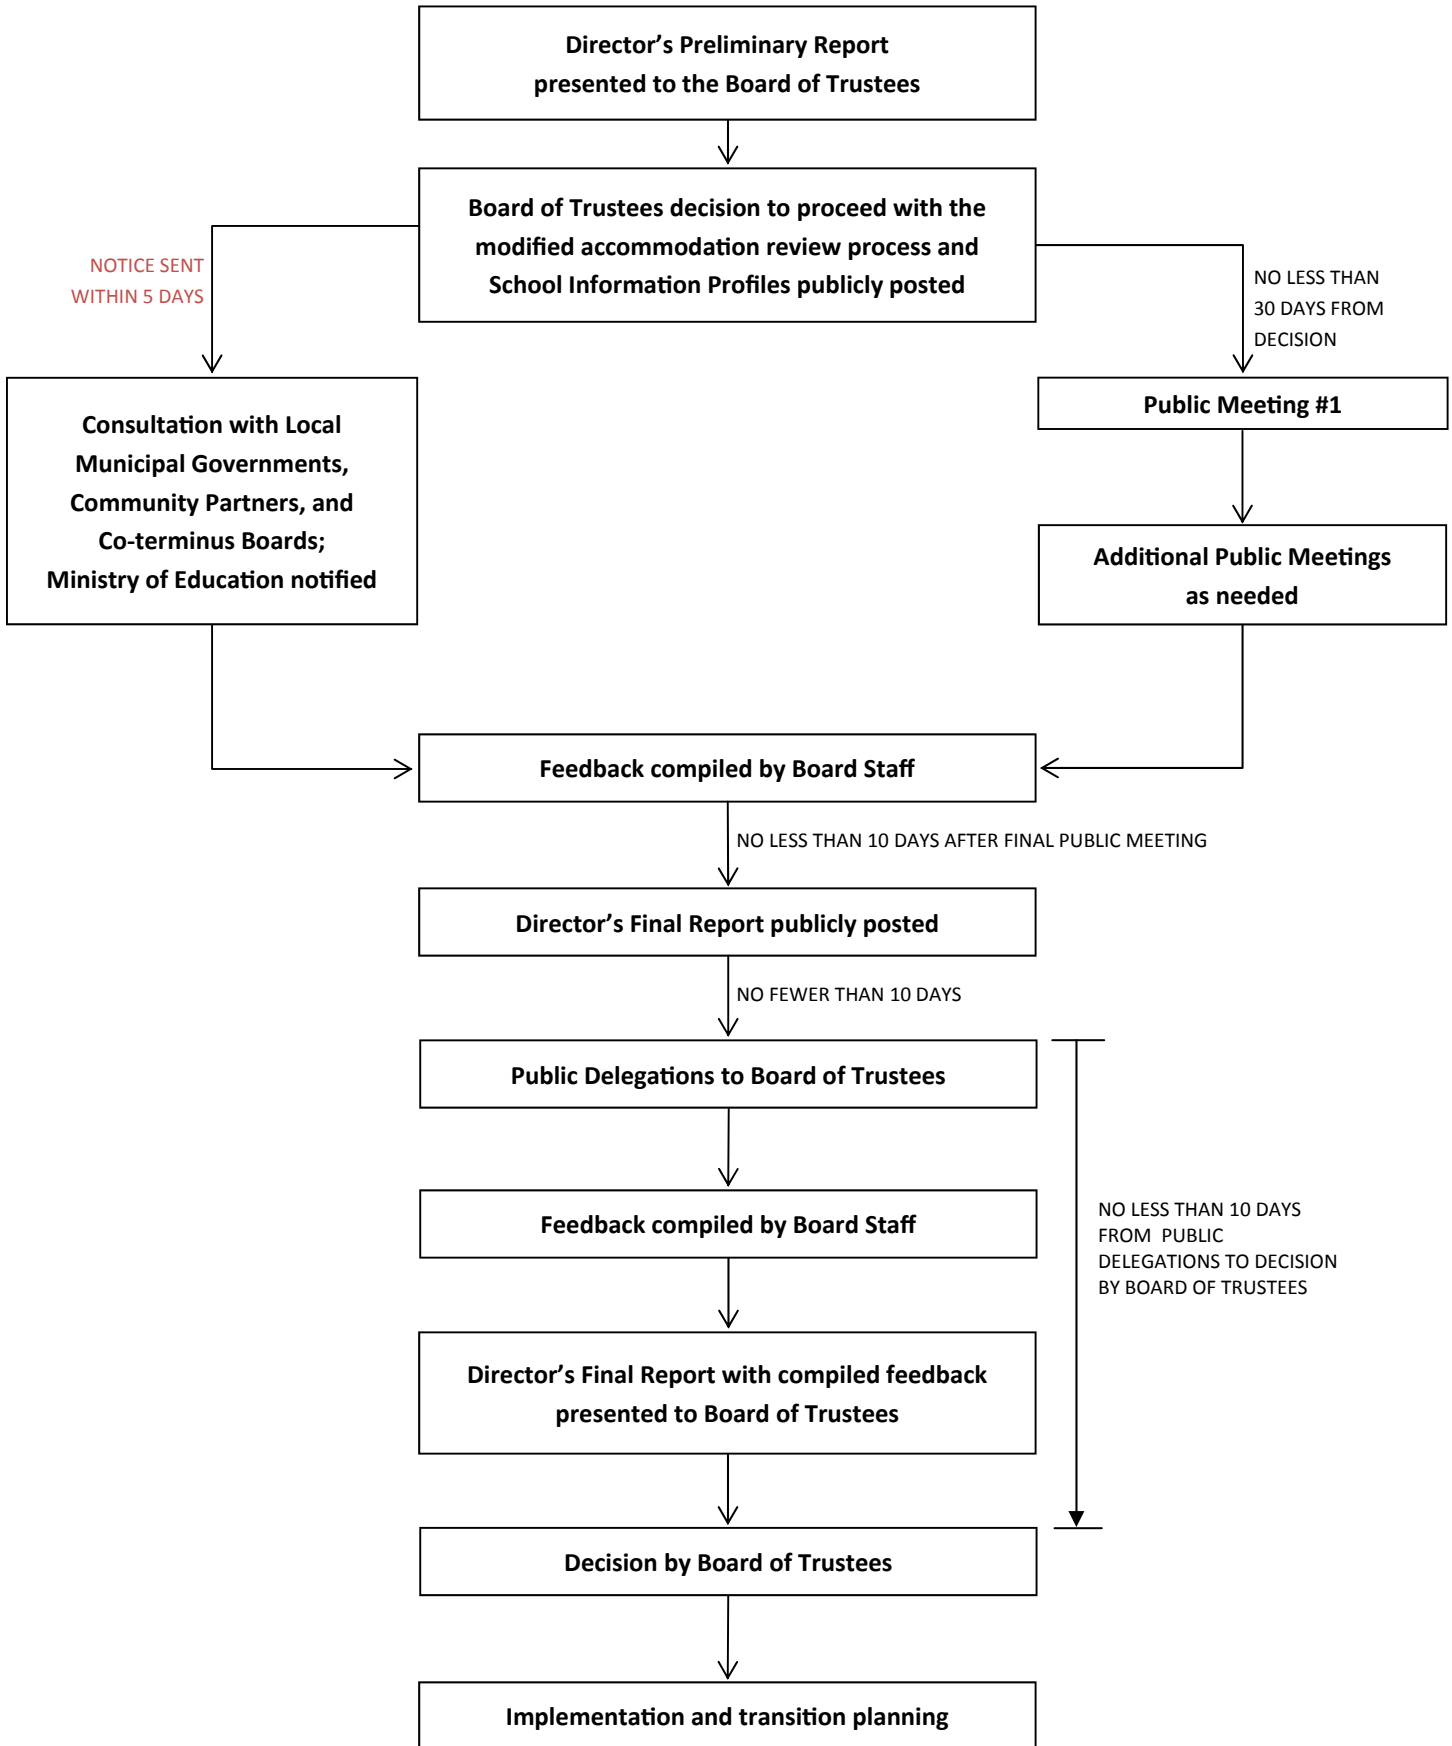 Director’s Preliminary Report
presented to the Board of Trustees
Board of Trustees decision to proceed with the
modified accommodation review process and
School Information Profiles publicly posted
NOTICE SENT
WITHIN 5 DAYS
NO LESS THAN
30 DAYS FROM
DECISION
Consultation with Local
Municipal Governments,
Community Partners, and
Co-terminus Boards;
Ministry of Education notified
Public Meeting #1
Additional Public Meetings
as needed
Feedback compiled by Board Staff
NO LESS THAN 10 DAYS AFTER FINAL PUBLIC MEETING
Director’s Final Report publicly posted
NO FEWER THAN 10 DAYS
Public Delegations to Board of Trustees
Feedback compiled by Board Staff
NO LESS THAN 10 DAYS
FROM PUBLIC
DELEGATIONS TO DECISION
BY BOARD OF TRUSTEES
Director’s Final Report with compiled feedback
presented to Board of Trustees
Decision by Board of Trustees
Implementation and transition planning